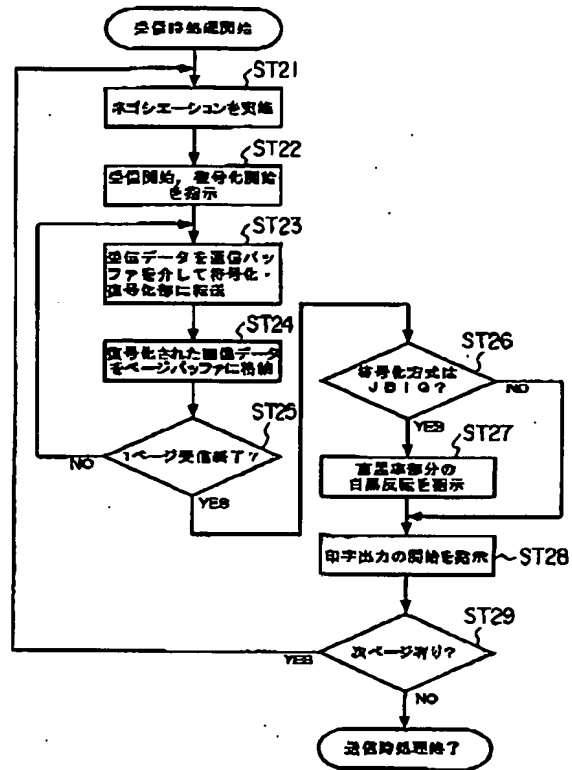 受信時処理開始
ST21
ネゴシエーションを実施
ST22
受信開始，復号化開始
を指示
ST23
受信データを通信バッ
ファを介して符号化・
復号化部に転送
ST24
復号化された画像データ
をページバッファに格納
ST25
1ページ受信終了？
NO
YES
ST26
符号化方式は
JBIG？
NO
YES
ST27
高黒率部分の
白黒反転を指示
印字出力の開始を指示
ST28
ST29
次ページ有り？
YES
NO
送信時処理終了